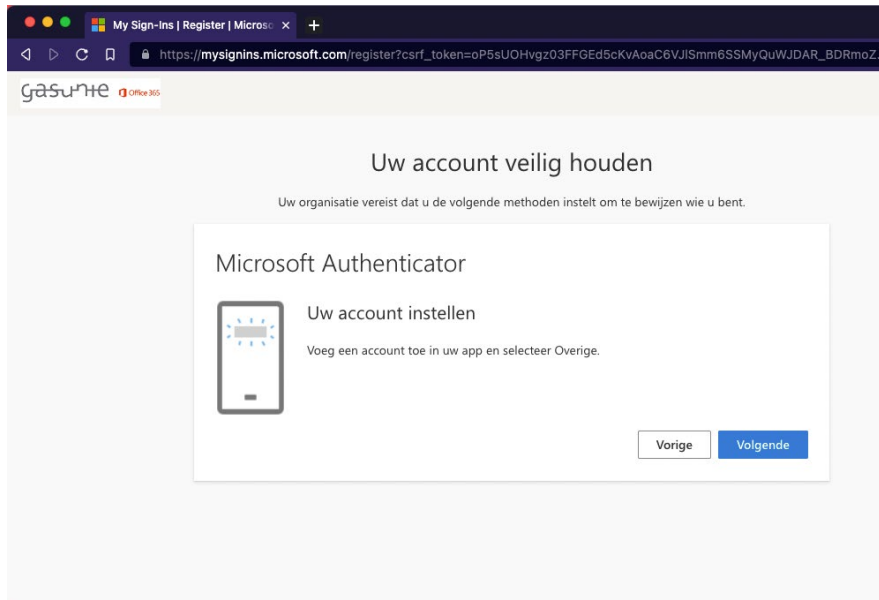 My Sign-Ins | Register | Microso
https://mysignins.microsoft.com/register?csrf_token=oP5sUOHvgz03FFGEd5cKvAoaC6VJlSmm6SSMyQuWJDAR_BDRmoZ.
gasunie Office 365
Uw account veilig houden
Uw organisatie vereist dat u de volgende methoden instelt om te bewijzen wie u bent.
Microsoft Authenticator
Uw account instellen
Voeg een account toe in uw app en selecteer Overige.
Vorige Volgende